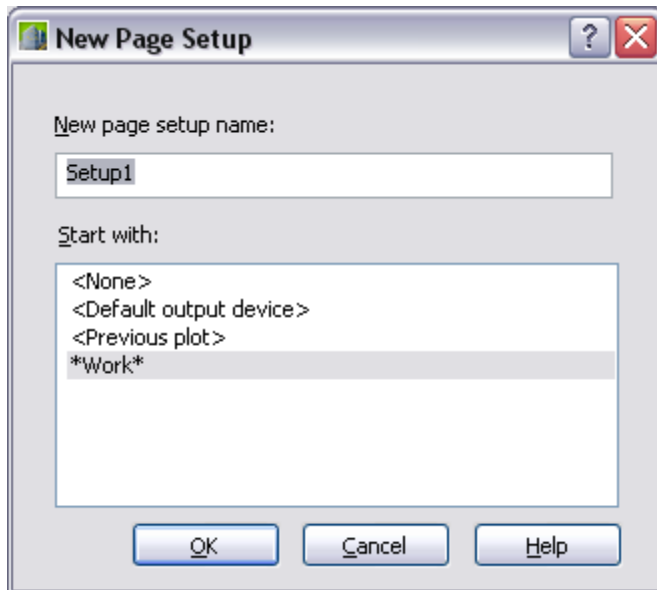 New Page Setup
New page setup name:
Setup1
Start with:
<None>
<Default output device>
<Previous plot>
*Work*
OK
Cancel
Help